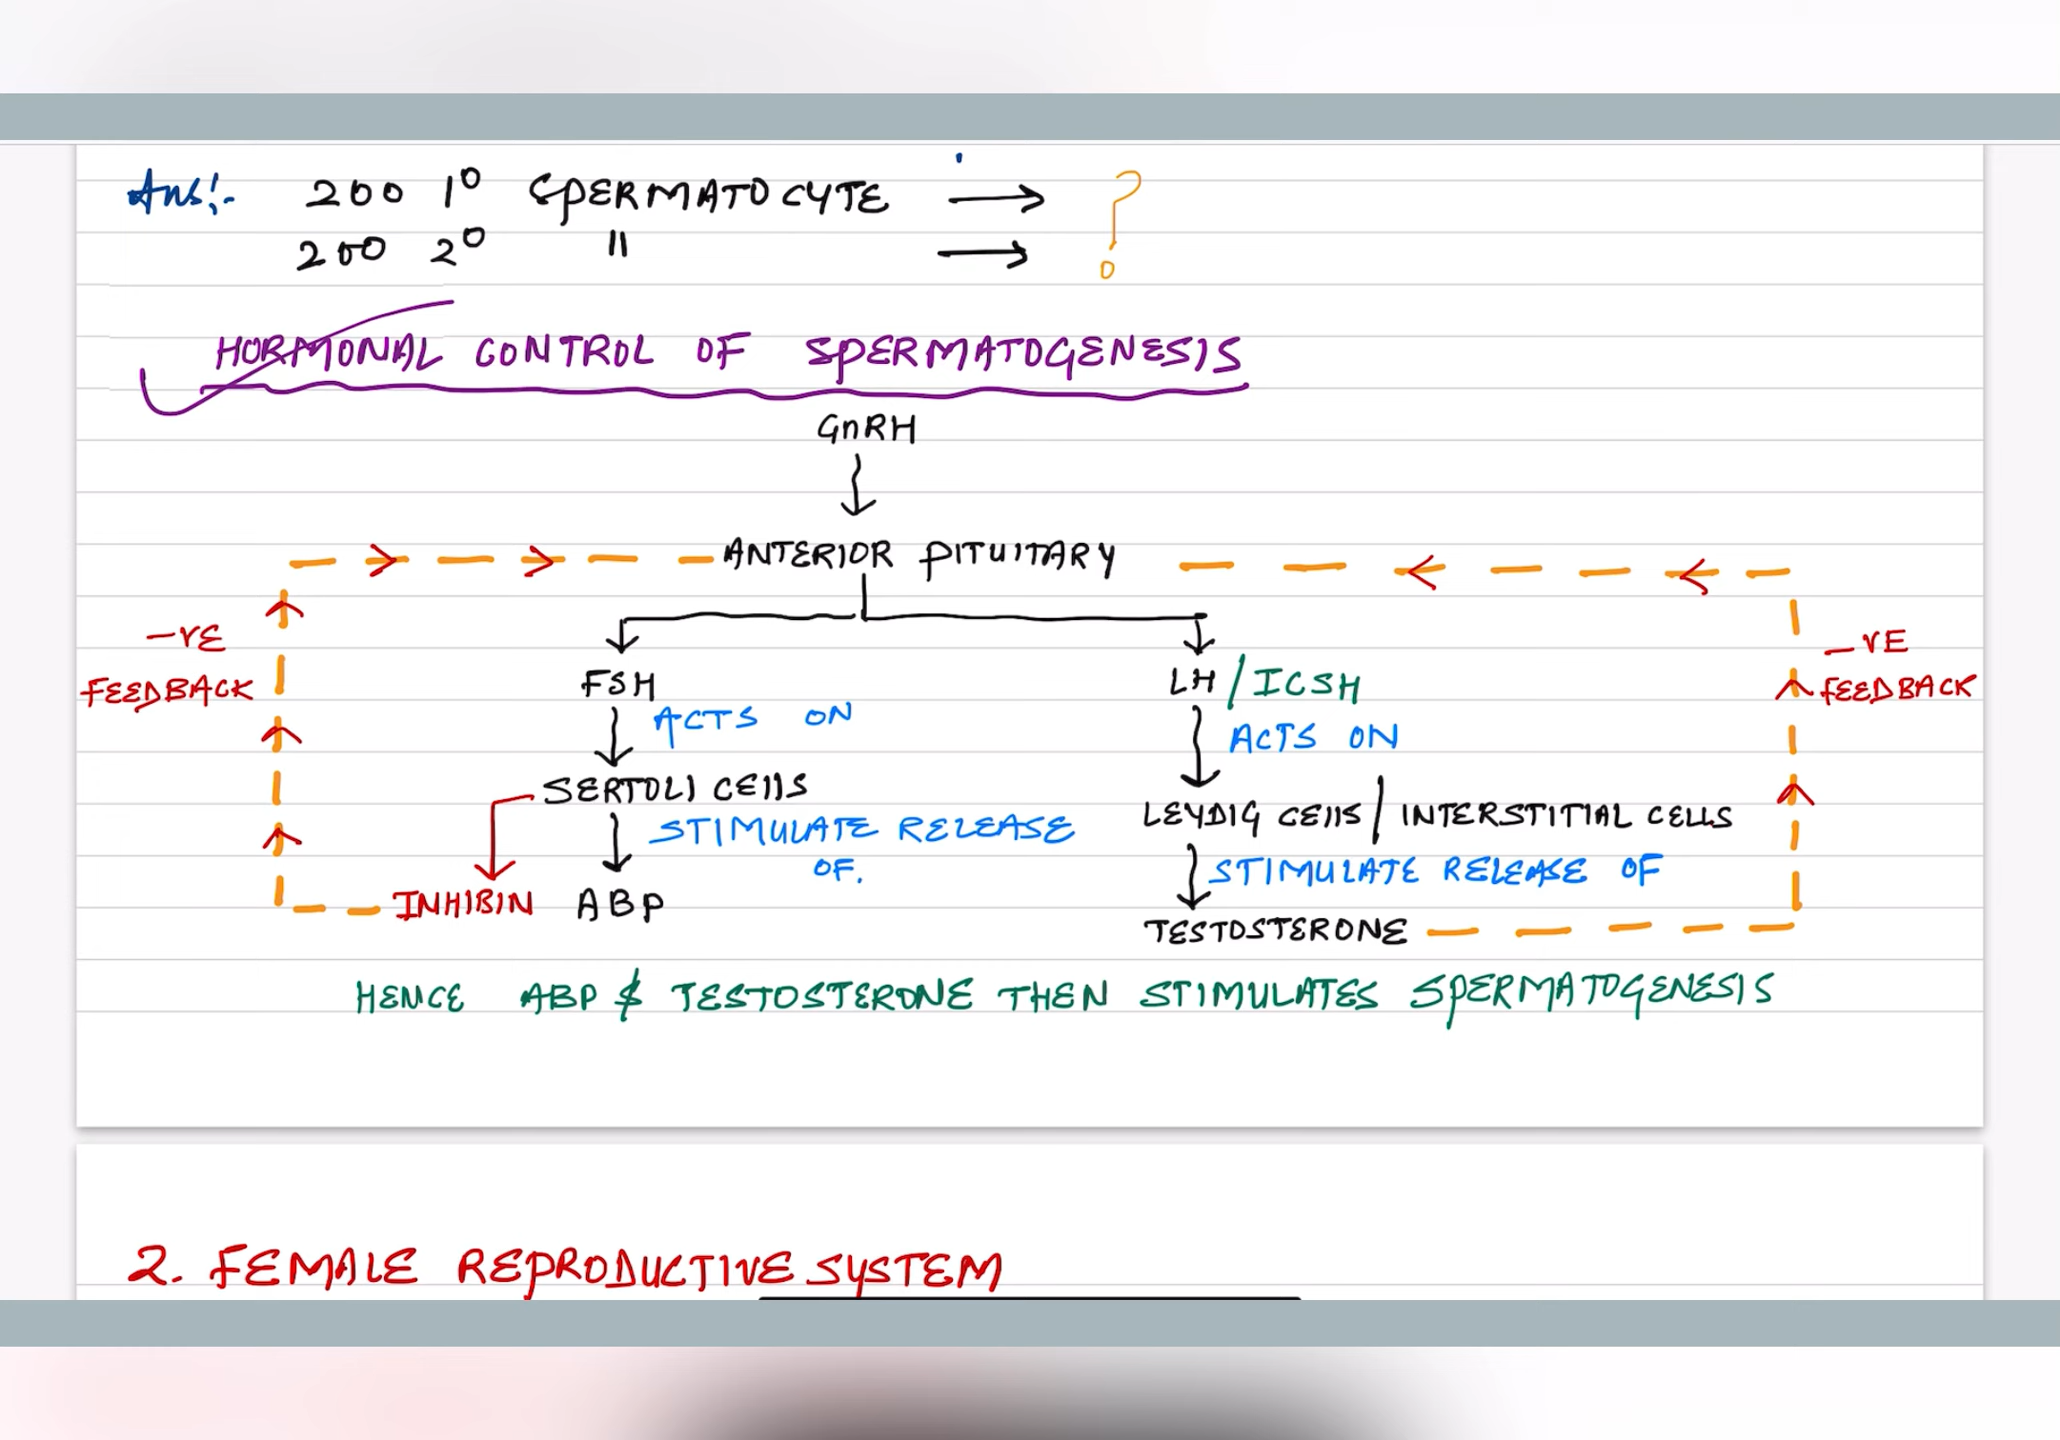 Ans:- 200 1° SPERMATOCYTE → ?
200 2° " →
HORMONAL CONTROL OF SPERMATOGENESIS
GnRH
ANTERIOR PITUITARY
-VE FEEDBACK
FSH
LH / ICSH
-VE FEEDBACK
ACTS ON
ACTS ON
SERTOLI CEllS
LEYDIG CEllS / INTERSTITIAL CELLS
STIMULATE RELEASE OF.
STIMULATE RELEASE OF
INHIBIN ABP
TESTOSTERONE
HENCE ABP & TESTOSTERONE THEN STIMULATES SPERMATOGENESIS
2. FEMALE REPRODUCTIVE SYSTEM